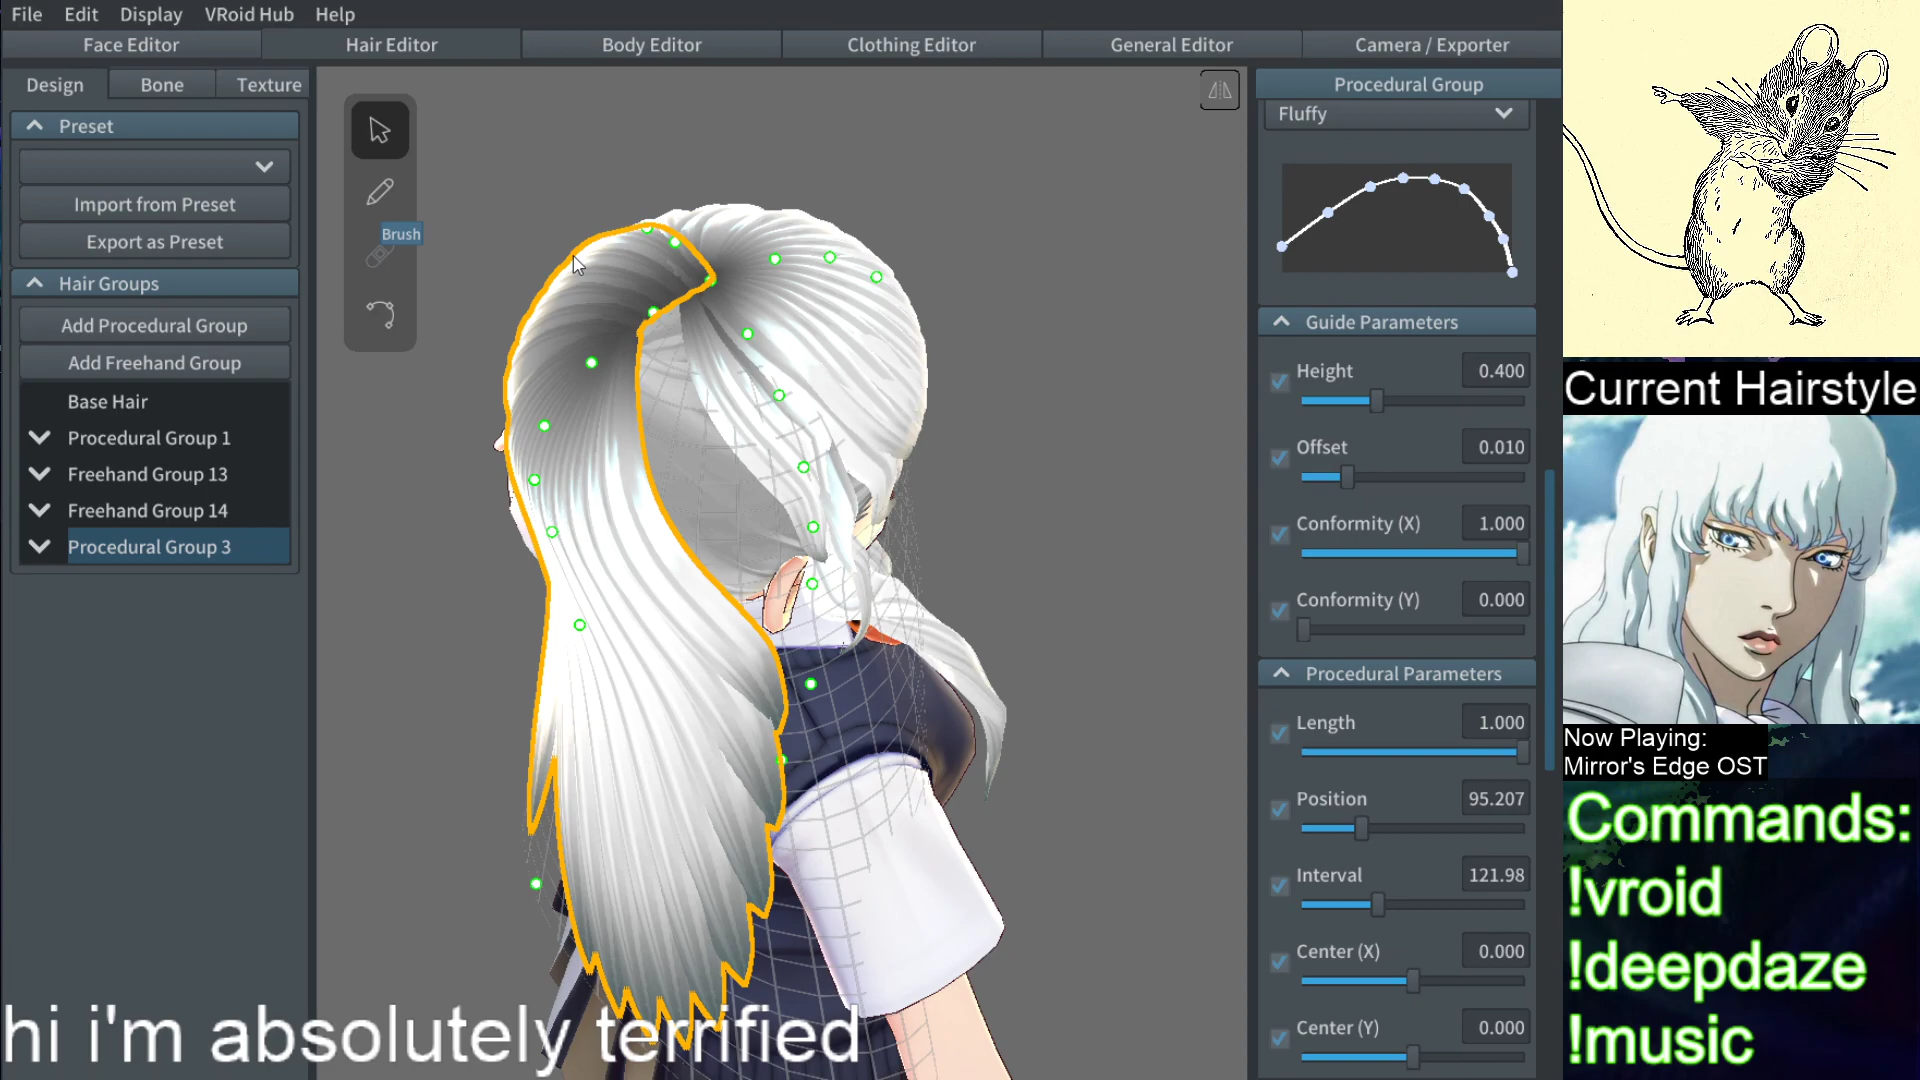 File Edit Display VRoid Hub Help
Face Editor Hair Editor Body Editor Clothing Editor General Editor Camera / Exporter
Design Bone Texture
Preset
Import from Preset
Export as Preset
Hair Groups
Add Procedural Group
Add Freehand Group
Base Hair
Procedural Group 1
Freehand Group 13
Freehand Group 14
Procedural Group 3
Brush
Procedural Group
Fluffy
Guide Parameters
Height 0.400
Offset 0.010
Conformity (X) 1.000
Conformity (Y) 0.000
Procedural Parameters
Length 1.000
Position 95.207
Interval 121.98
Center (X) 0.000
Center (Y) 0.000
Current Hairstyle
Now Playing:
Mirror's Edge OST
Commands:
!vroid
!deepdaze
!music
hi i'm absolutely terrified